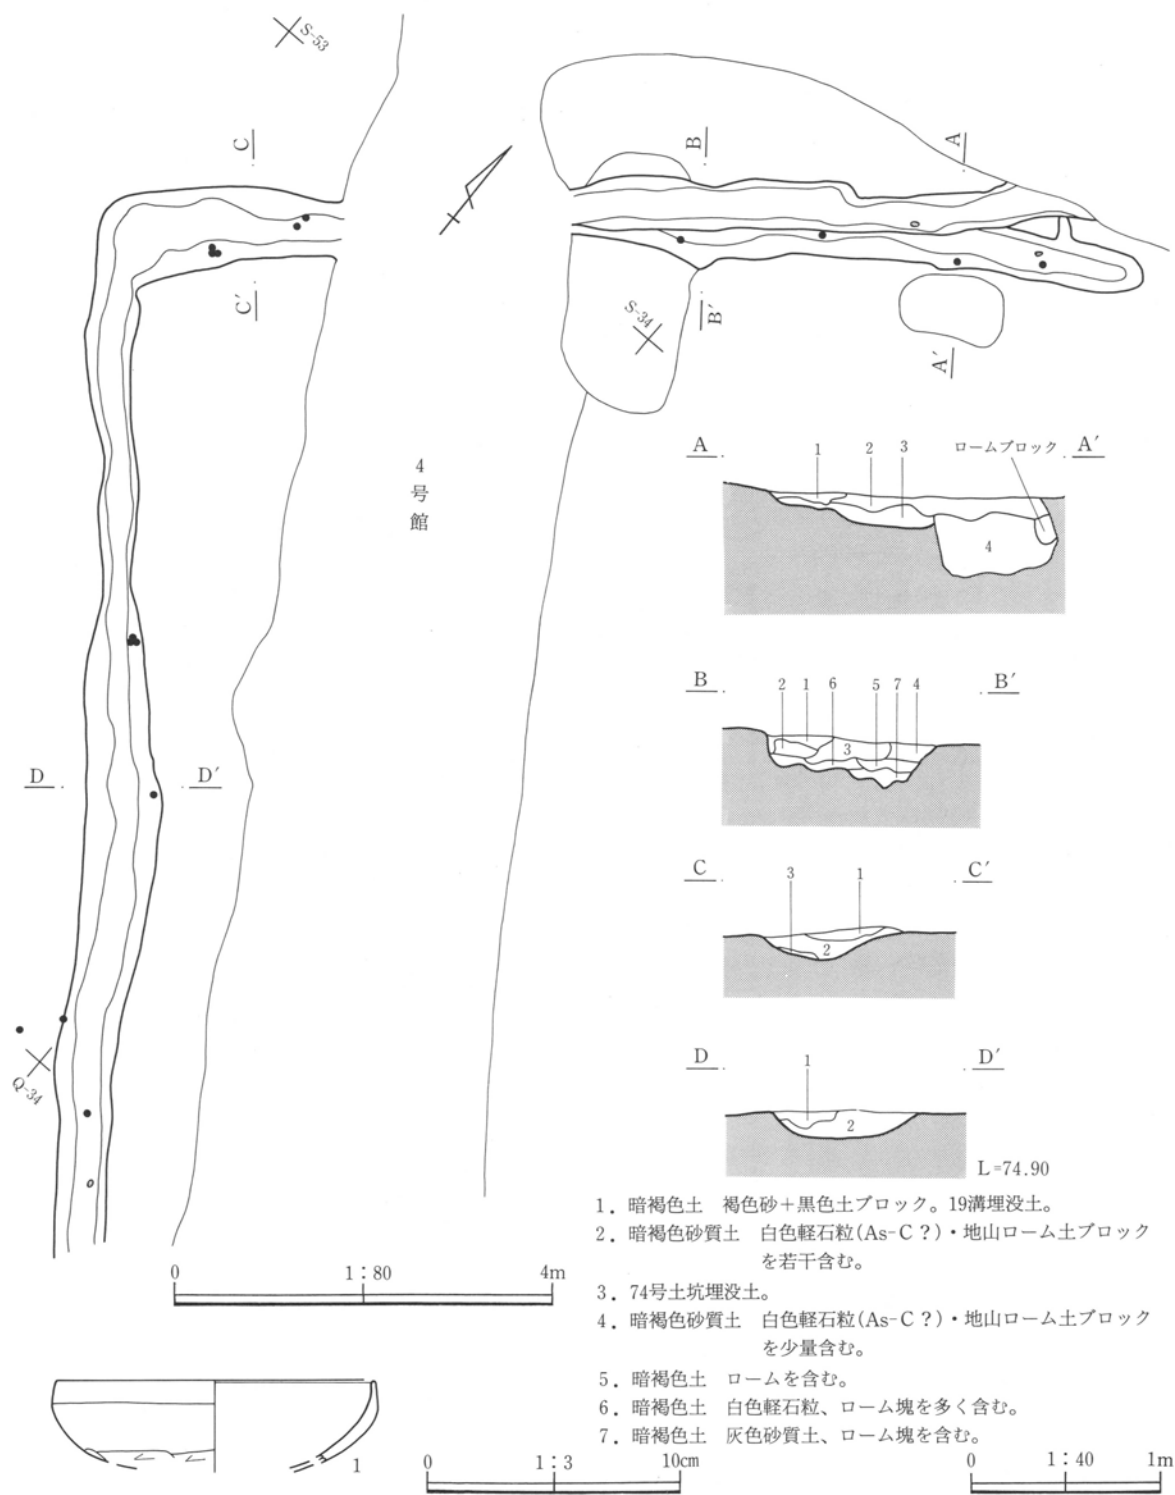 S-53
C
B
A
C′
S-34
B′
A′
4号館
A 1 2 3 ロームブロック A′
4
B 2 1 6 5 7 4 B′
3
C 3 1 C′
2
D D′
D 1 D′
2
Q-34
L=74.90
1．暗褐色土　褐色砂＋黒色土ブロック。19溝埋没土。
2．暗褐色砂質土　白色軽石粒(As-C？)・地山ローム土ブロック
を若干含む。
3．74号土坑埋没土。
4．暗褐色砂質土　白色軽石粒(As-C？)・地山ローム土ブロック
を少量含む。
5．暗褐色土　ロームを含む。
6．暗褐色土　白色軽石粒、ローム塊を多く含む。
7．暗褐色土　灰色砂質土、ローム塊を含む。
0 1：80 4m
1
0 1：3 10cm
0 1：40 1m